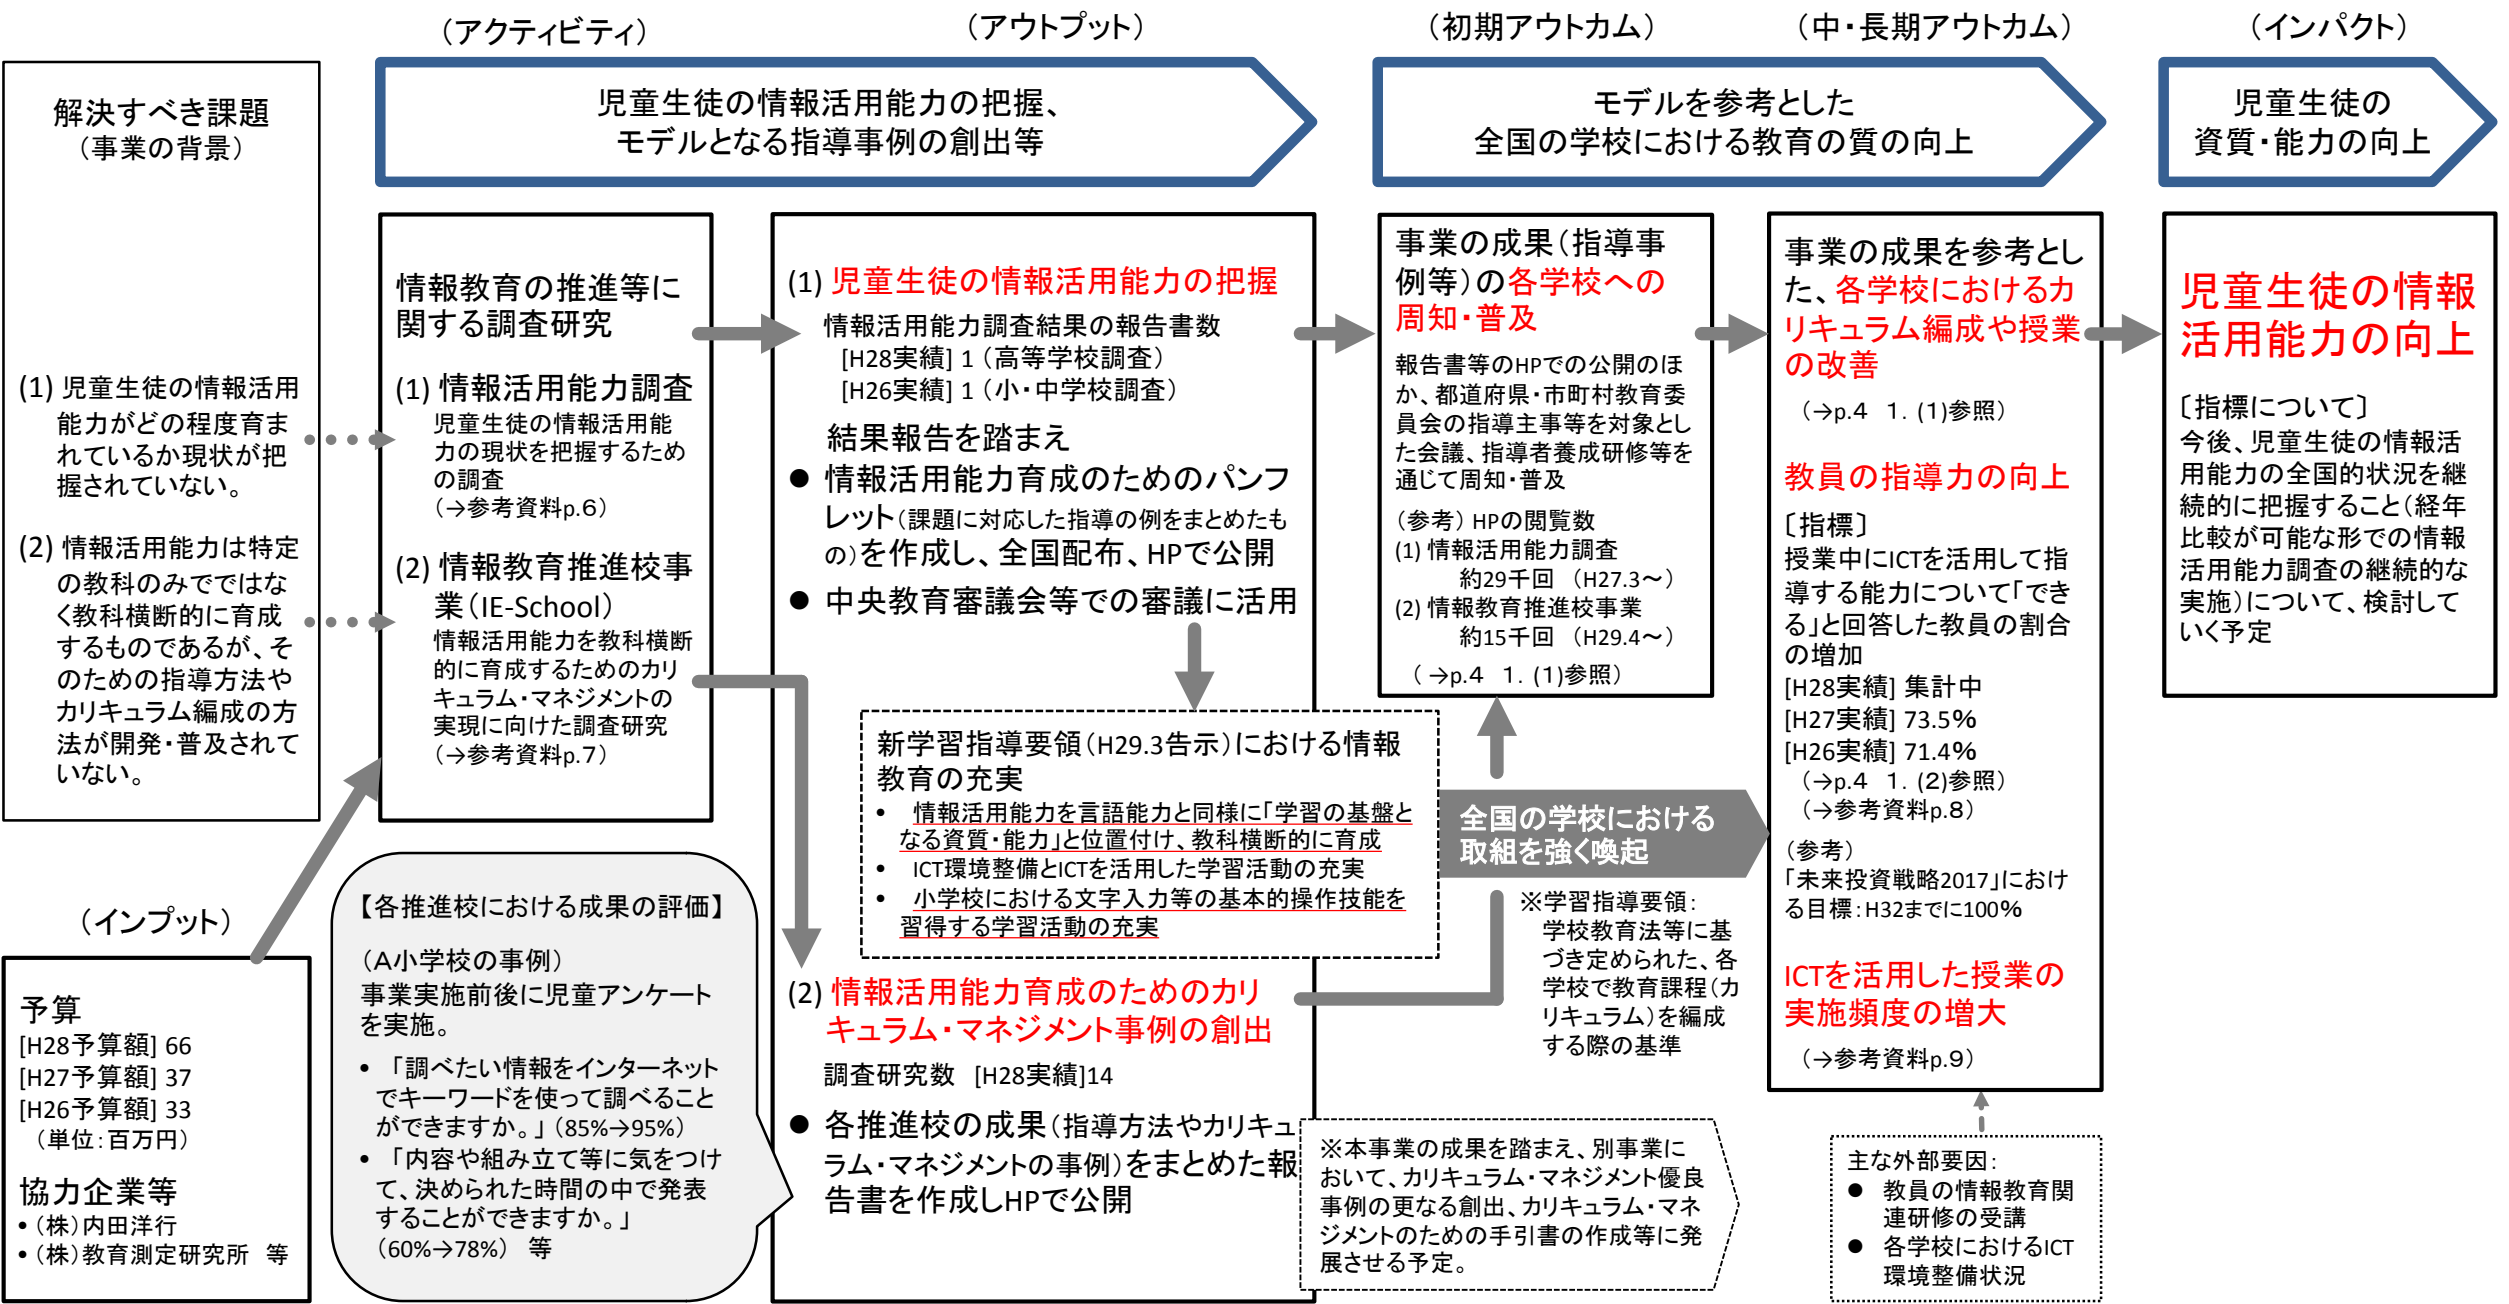 （アクティビティ）
（アウトプット）
（初期アウトカム）
（中・長期アウトカム）
（インパクト）
解決すべき課題
（事業の背景）
児童生徒の情報活用能力の把握、
モデルとなる指導事例の創出等
モデルを参考とした
全国の学校における教育の質の向上
児童生徒の
資質・能力の向上
(1) 児童生徒の情報活用
能力がどの程度育ま
れているか現状が把
握されていない。
(2) 情報活用能力は特定
の教科のみでではな
く教科横断的に育成
するものであるが、そ
のための指導方法や
カリキュラム編成の方
法が開発・普及されて
いない。
（インプット）
予算
[H28予算額] 66
[H27予算額] 37
[H26予算額] 33
（単位：百万円）
協力企業等
•（株）内田洋行
•（株）教育測定研究所　等
情報教育の推進等に
関する調査研究
(1) 情報活用能力調査
児童生徒の情報活用能
力の現状を把握するため
の調査
（→参考資料p.6）
(2) 情報教育推進校事
業（IE-School）
情報活用能力を教科横断
的に育成するためのカリ
キュラム・マネジメントの
実現に向けた調査研究
（→参考資料p.7）
【各推進校における成果の評価】
（A小学校の事例）
事業実施前後に児童アンケート
を実施。
• 「調べたい情報をインターネット
でキーワードを使って調べること
ができますか。」（85%→95%）
• 「内容や組み立て等に気をつけ
て、決められた時間の中で発表
することができますか。」
（60%→78%）　等
(1) 児童生徒の情報活用能力の把握
情報活用能力調査結果の報告書数
[H28実績] 1（高等学校調査）
[H26実績] 1（小・中学校調査）
結果報告を踏まえ
● 情報活用能力育成のためのパンフ
レット（課題に対応した指導の例をまとめたも
の）を作成し、全国配布、HPで公開
● 中央教育審議会等での審議に活用
新学習指導要領（H29.3告示）における情報
教育の充実
• 情報活用能力を言語能力と同様に「学習の基盤と
なる資質・能力」と位置付け、教科横断的に育成
• ICT環境整備とICTを活用した学習活動の充実
• 小学校における文字入力等の基本的操作技能を
習得する学習活動の充実
(2) 情報活用能力育成のためのカリ
キュラム・マネジメント事例の創出
調査研究数　[H28実績]14
● 各推進校の成果（指導方法やカリキュ
ラム・マネジメントの事例）をまとめた報
告書を作成しHPで公開
事業の成果（指導事
例等）の各学校への
周知・普及
報告書等のHPでの公開のほ
か、都道府県・市町村教育委
員会の指導主事等を対象とし
た会議、指導者養成研修等を
通じて周知・普及
（参考）HPの閲覧数
(1) 情報活用能力調査
約29千回　（H27.3～）
(2) 情報教育推進校事業
約15千回　（H29.4～）
（→p.4　1．(1)参照）
全国の学校における
取組を強く喚起
※学習指導要領：
学校教育法等に基
づき定められた、各
学校で教育課程（カ
リキュラム）を編成
する際の基準
※本事業の成果を踏まえ、別事業に
おいて、カリキュラム・マネジメント優良
事例の更なる創出、カリキュラム・マネ
ジメントのための手引書の作成等に発
展させる予定。
事業の成果を参考とし
た、各学校におけるカ
リキュラム編成や授業
の改善
（→p.4　1．(1)参照）
教員の指導力の向上
〔指標〕
授業中にICTを活用して指
導する能力について「でき
る」と回答した教員の割合
の増加
[H28実績] 集計中
[H27実績] 73.5%
[H26実績] 71.4%
（→p.4　1．(2)参照）
（→参考資料p.8）
（参考）
「未来投資戦略2017」におけ
る目標：H32までに100%
ICTを活用した授業の
実施頻度の増大
（→参考資料p.9）
主な外部要因：
● 教員の情報教育関
連研修の受講
● 各学校におけるICT
環境整備状況
児童生徒の情報
活用能力の向上
〔指標について〕
今後、児童生徒の情報活
用能力の全国的状況を継
続的に把握すること（経年
比較が可能な形での情報
活用能力調査の継続的な
実施）について、検討して
いく予定